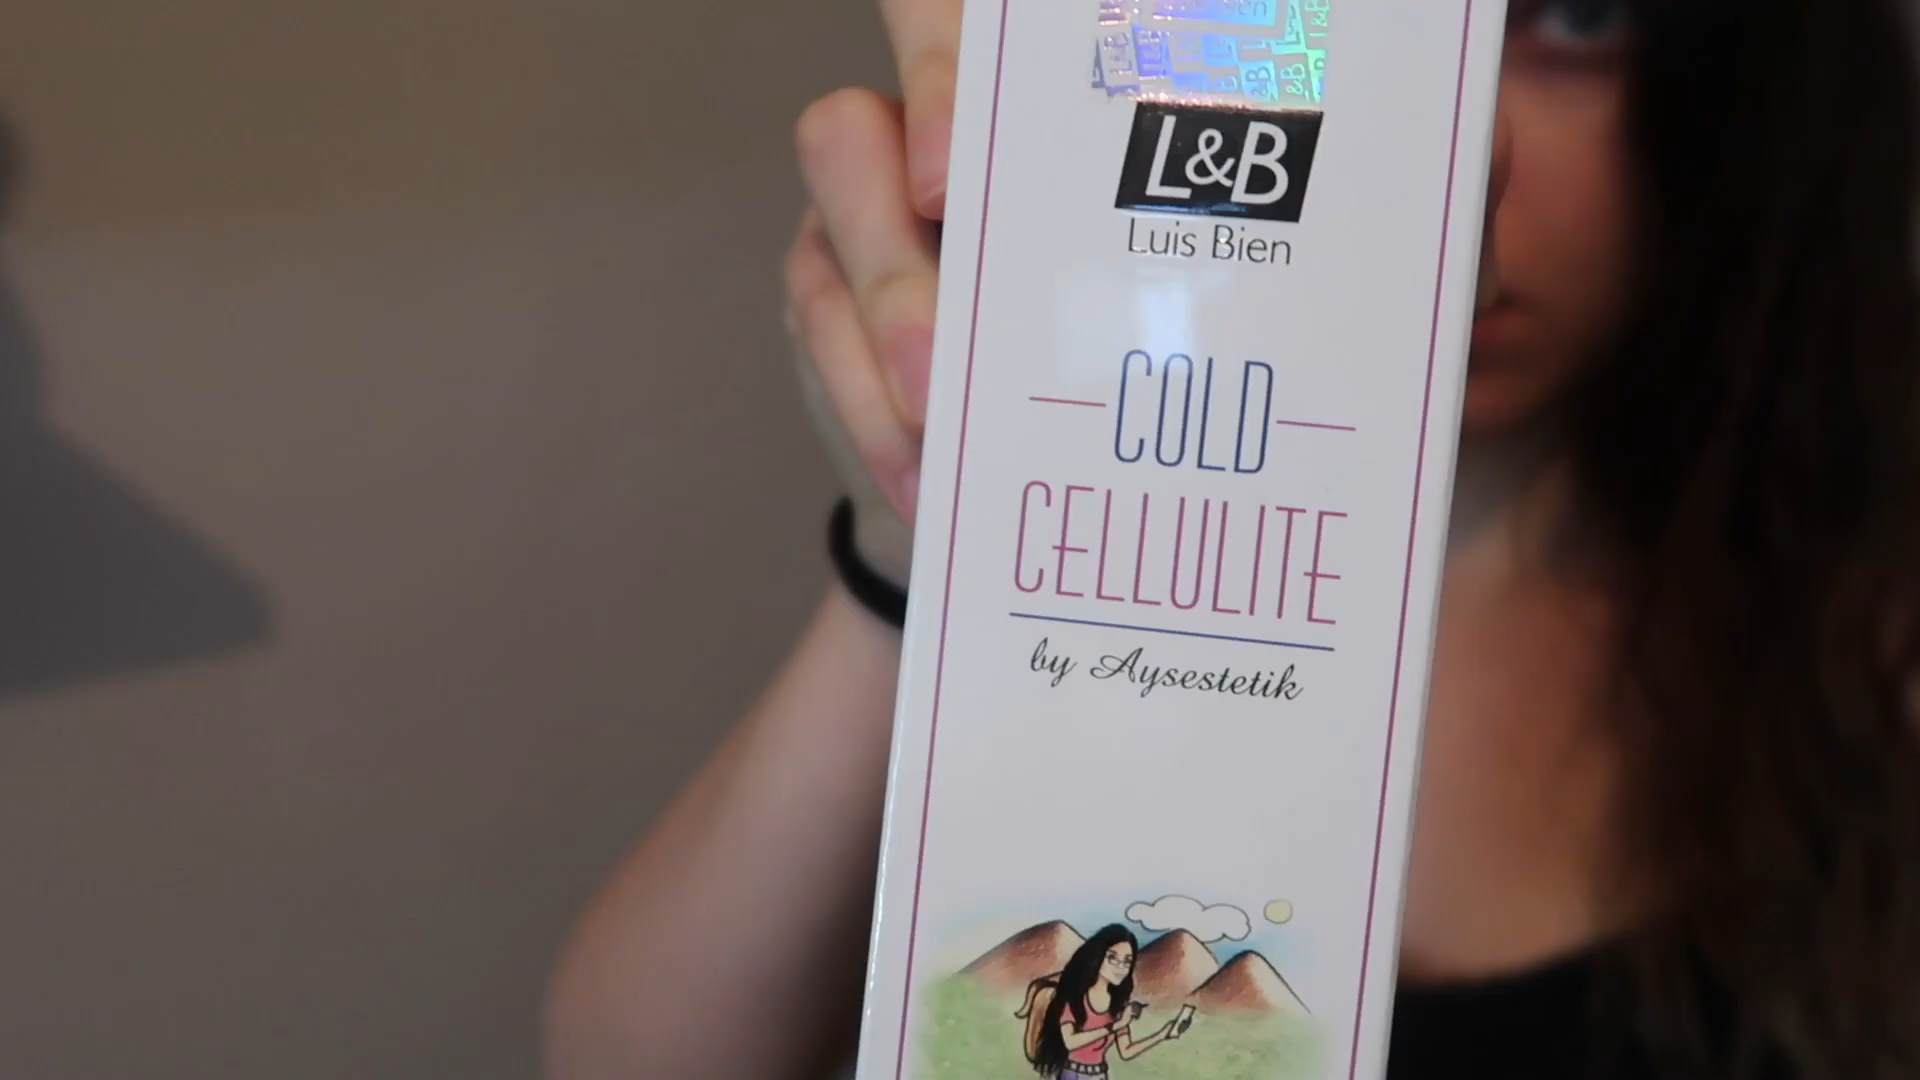 L&B
Luis Bien
COLD
CELLULITE
by Aysestetik